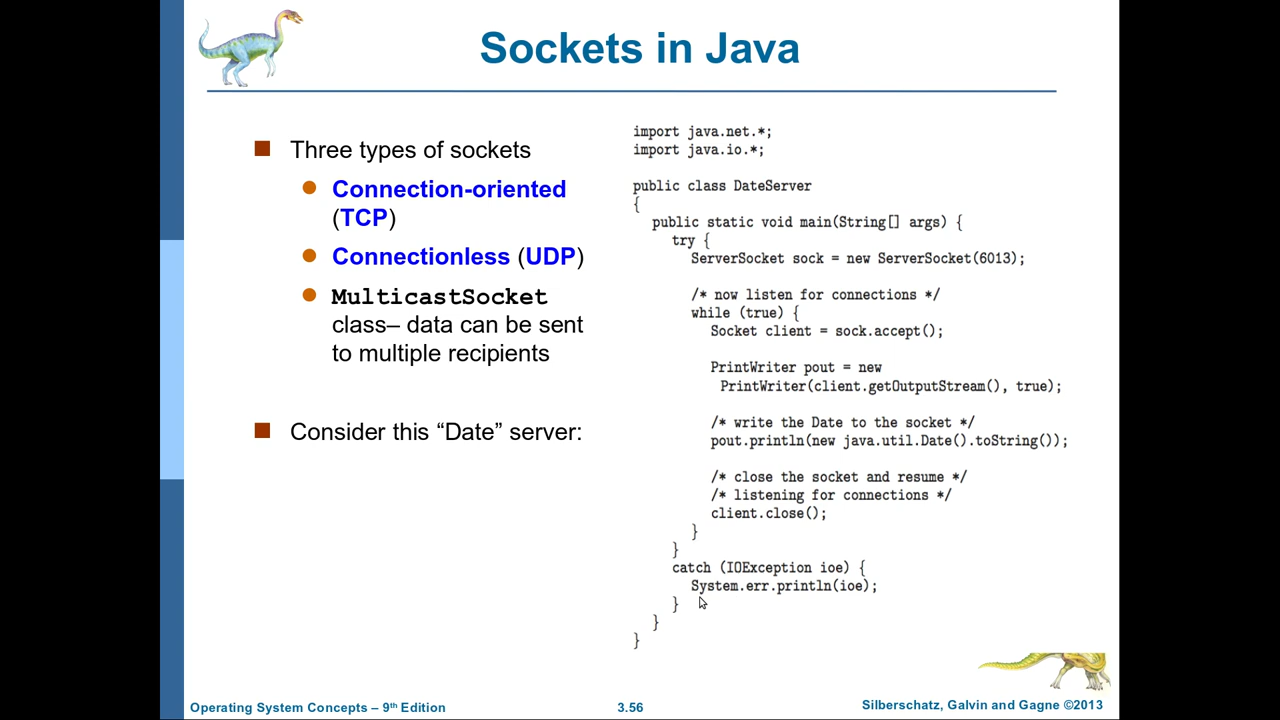 Sockets in Java
Three types of sockets
Connection-oriented
(TCP)
Connectionless (UDP)
MulticastSocket
class– data can be sent
to multiple recipients
Consider this “Date” server:
import java.net.*;
import java.io.*;
public class DateServer
{
public static void main(String[] args) {
try {
ServerSocket sock = new ServerSocket(6013);
/* now listen for connections */
while (true) {
Socket client = sock.accept();
PrintWriter pout = new
PrintWriter(client.getOutputStream(), true);
/* write the Date to the socket */
pout.println(new java.util.Date().toString());
/* close the socket and resume */
/* listening for connections */
client.close();
}
}
catch (IOException ioe) {
System.err.println(ioe);
}
}
}
Operating System Concepts – 9th Edition
3.56
Silberschatz, Galvin and Gagne ©2013